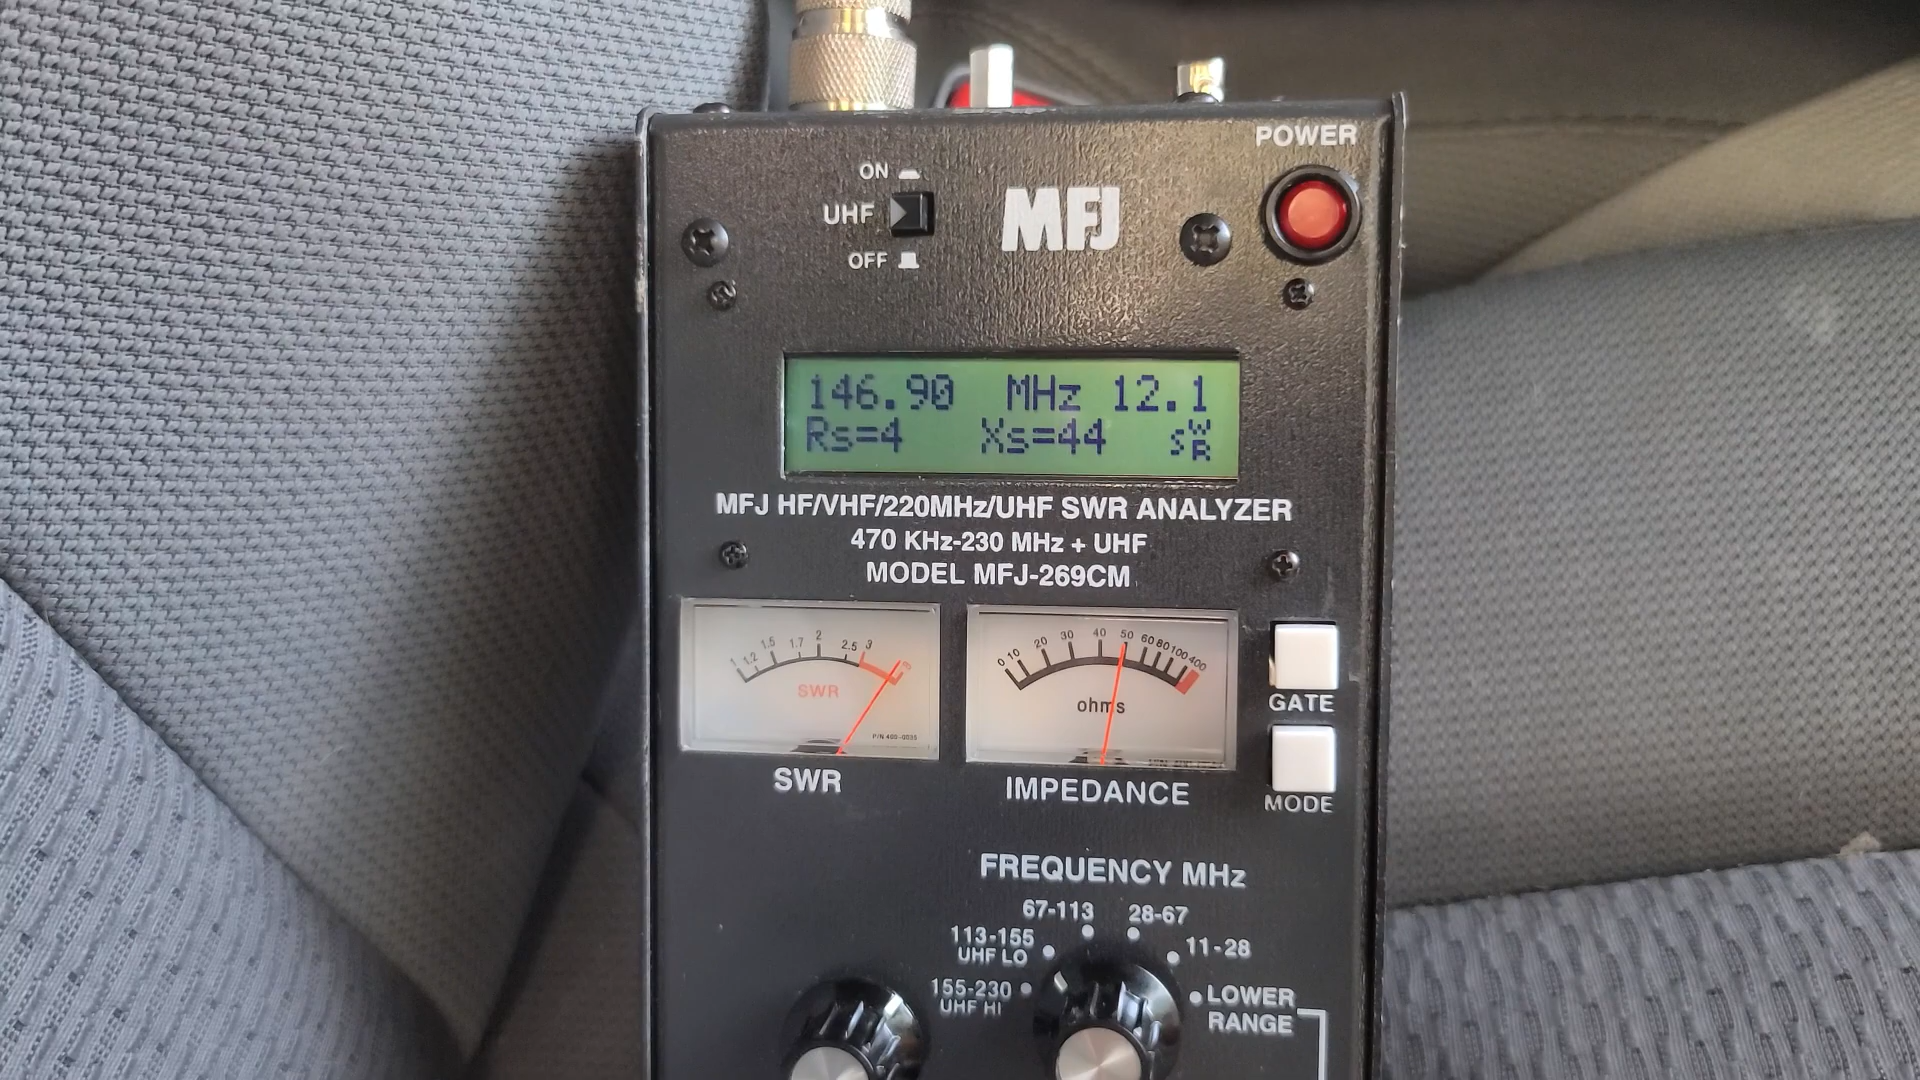 POWER
ON
UHF
OFF
MFJ
146.90 MHz 12.1
Rs=4 Xs=44 SWR
MFJ HF/VHF/220MHz/UHF SWR ANALYZER
470 KHz-230 MHz + UHF
MODEL MFJ-269CM
1 1.2 1.5 1.7 2 2.5 3
SWR
P/N 400-0035
SWR
0 10 20 30 40 50 60 80 100 400
ohms
IMPEDANCE
GATE
MODE
FREQUENCY MHz
67-113
28-67
113-155
UHF LO
11-28
155-230
UHF HI
LOWER
RANGE